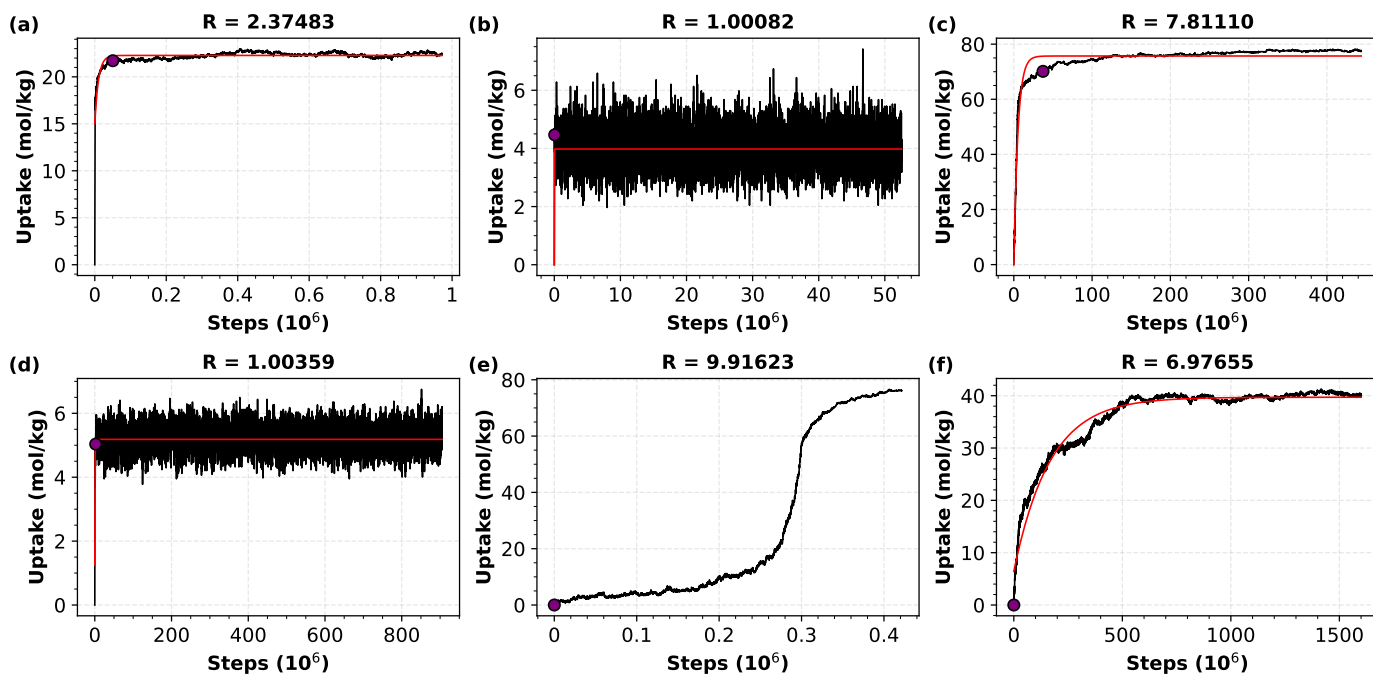 (a)
R = 2.37483
Uptake (mol/kg)
20
15
10
5
0
0
0.2
0.4
0.6
0.8
1
Steps (10⁶)
(b)
R = 1.00082
Uptake (mol/kg)
6
4
2
0
0
10
20
30
40
50
Steps (10⁶)
(c)
R = 7.81110
Uptake (mol/kg)
80
60
40
20
0
0
100
200
300
400
Steps (10⁶)
(d)
R = 1.00359
Uptake (mol/kg)
6
4
2
0
0
200
400
600
800
Steps (10⁶)
(e)
R = 9.91623
Uptake (mol/kg)
80
60
40
20
0
0
0.1
0.2
0.3
0.4
Steps (10⁶)
(f)
R = 6.97655
Uptake (mol/kg)
40
30
20
10
0
0
500
1000
1500
Steps (10⁶)